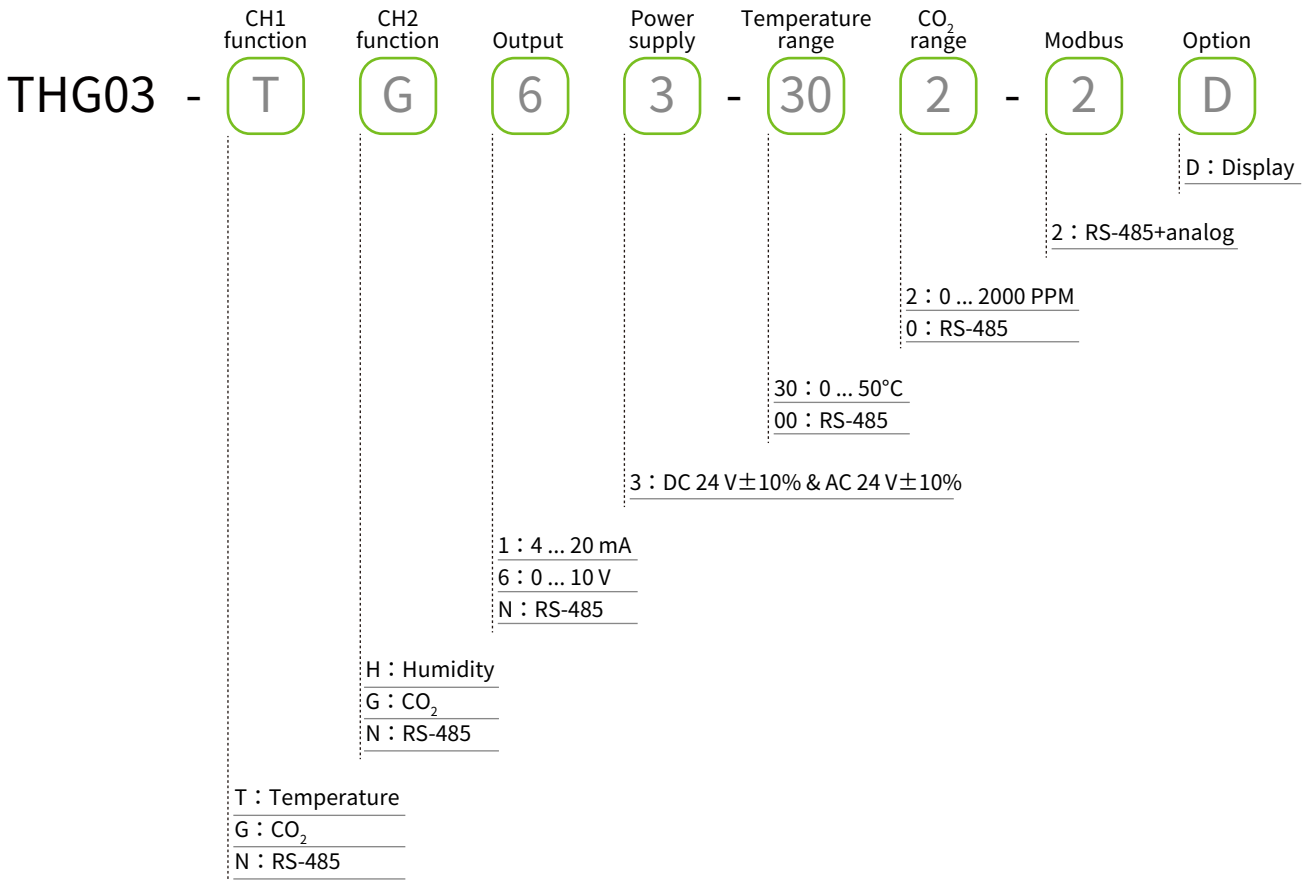 CH1 function
CH2 function
Output
Power supply
Temperature range
CO₂ range
Modbus
Option
THG03 - T G 6 3 - 30 2 - 2 D
D：Display
2：RS-485+analog
2：0 ... 2000 PPM
0：RS-485
30：0 ... 50°C
00：RS-485
3：DC 24 V±10% & AC 24 V±10%
1：4 ... 20 mA
6：0 ... 10 V
N：RS-485
H：Humidity
G：CO₂
N：RS-485
T：Temperature
G：CO₂
N：RS-485